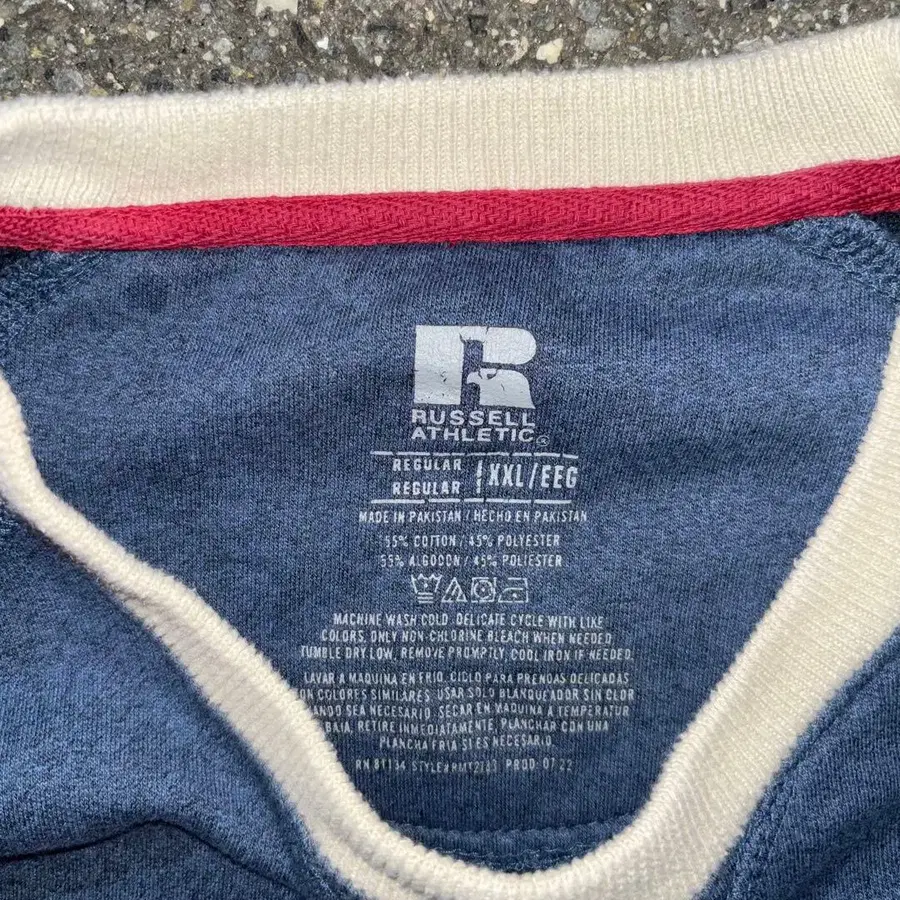 RUSSELL
ATHLETIC®
REGULAR
REGULAR
XXL/EEG
MADE IN PAKISTAN / HECHO EN PAKISTAN
55% COTTON / 45% POLYESTER
55% ALGODON / 45% POLIESTER
MACHINE WASH COLD. DELICATE CYCLE WITH LIKE
COLORS. ONLY NON-CHLORINE BLEACH WHEN NEEDED.
TUMBLE DRY LOW, REMOVE PROMPTLY, COOL IRON IF NEEDED.
LAVAR A MAQUINA EN FRIO. CICLO PARA PRENDAS DELICADAS
CON COLORES SIMILARES. USAR SOLO BLANQUEADOR SIN CLOR
ANDO SEA NECESARIO. SECAR EN MAQUINA A TEMPERATUR
BAJA, RETIRE INMEDIATAMENTE, PLANCHAR CON UNA
PLANCHA FRIA SI ES NECESARIO.
RN 81134 STYLE# PROD: 07 22